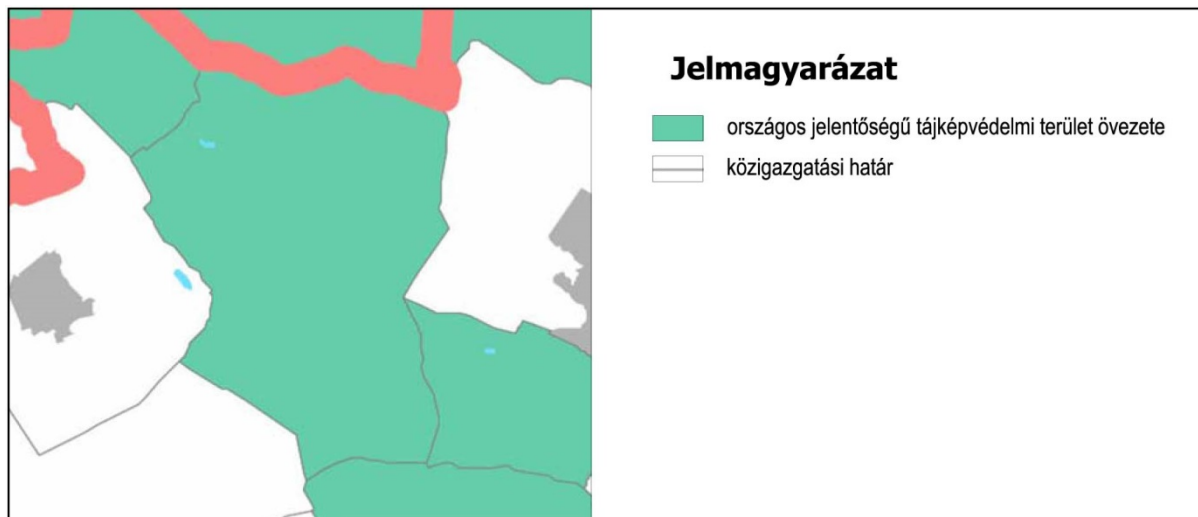 Jelmagyarázat
országos jelentőségű tájképvédelmi terület övezete
közigazgatási határ